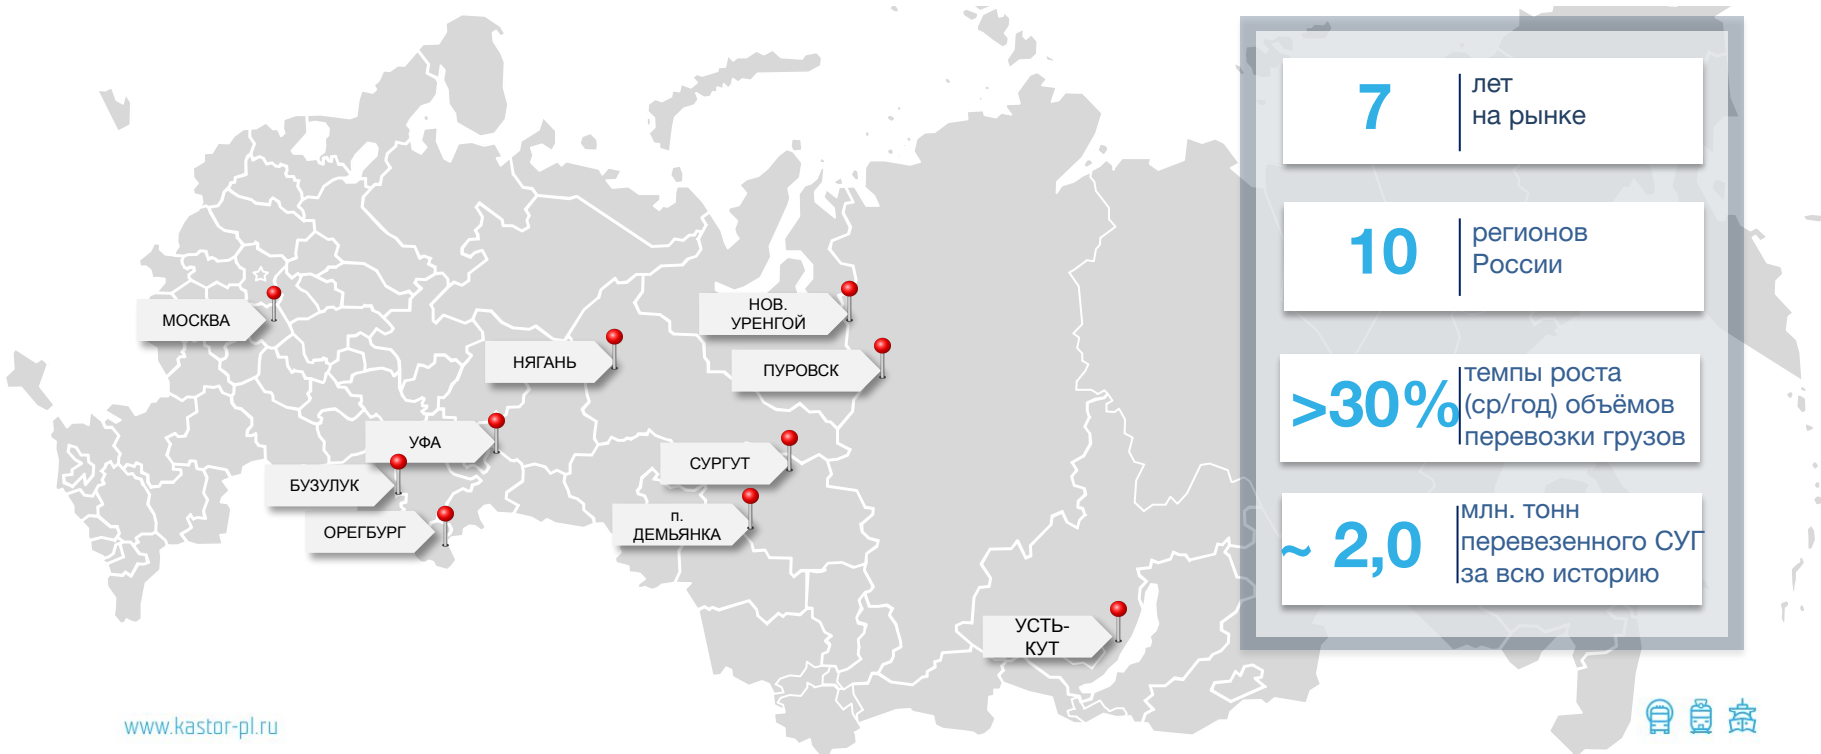 МОСКВА
НЯГАНЬ
НОВ.
УРЕНГОЙ
ПУРОВСК
УФА
БУЗУЛУК
ОРЕГБУРГ
СУРГУТ
п.
ДЕМЬЯНКА
УСТЬ-
КУТ
7
лет
на рынке
10
регионов
России
>30%
темпы роста
(ср/год) объёмов
перевозки грузов
~ 2,0
млн. тонн
перевезенного СУГ
за всю историю
www.kastor-pl.ru